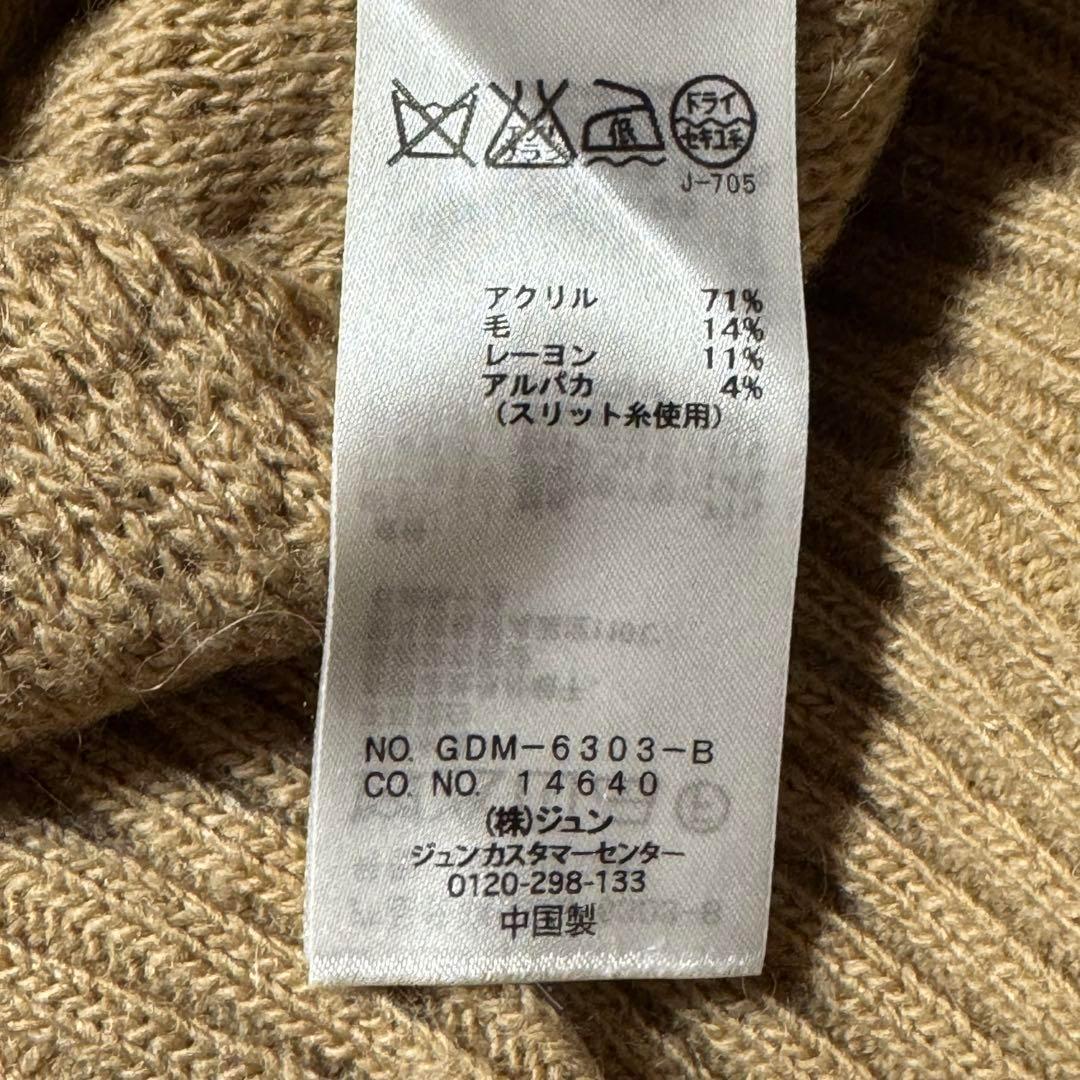 低
ドライ
セキユ系
J-705
アクリル 71%
毛 14%
レーヨン 11%
アルパカ 4%
(スリット糸使用)
NO. GDM-6303-B
CO. NO. 14640
(株)ジュン
ジュンカスタマーセンター
0120-298-133
中国製